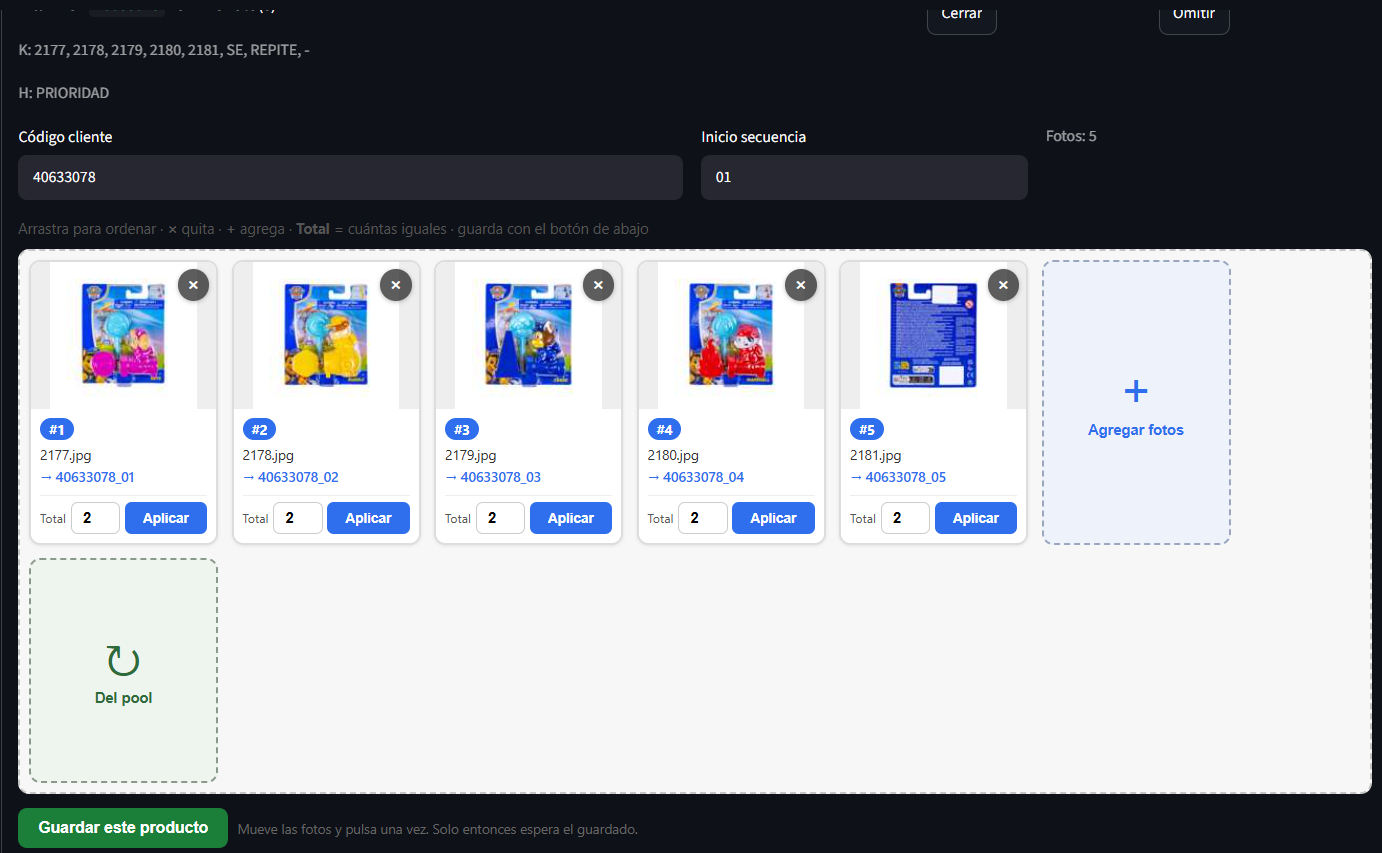 Cerrar
Omitir
K: 2177, 2178, 2179, 2180, 2181, SE, REPITE, -
H: PRIORIDAD
Código cliente
Inicio secuencia
Fotos: 5
40633078
01
Arrastra para ordenar · × quita · + agrega · Total = cuántas iguales · guarda con el botón de abajo
×
×
×
×
×
#1
2177.jpg
→ 40633078_01
Total 2 Aplicar
#2
2178.jpg
→ 40633078_02
Total 2 Aplicar
#3
2179.jpg
→ 40633078_03
Total 2 Aplicar
#4
2180.jpg
→ 40633078_04
Total 2 Aplicar
#5
2181.jpg
→ 40633078_05
Total 2 Aplicar
+
Agregar fotos
↻
Del pool
Guardar este producto
Mueve las fotos y pulsa una vez. Solo entonces espera el guardado.